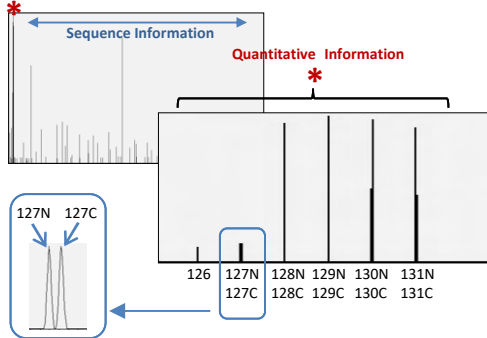 *
Sequence Information
Quantitative Information
*
127N 127C
126 127N 128N 129N 130N 131N
127C 128C 129C 130C 131C